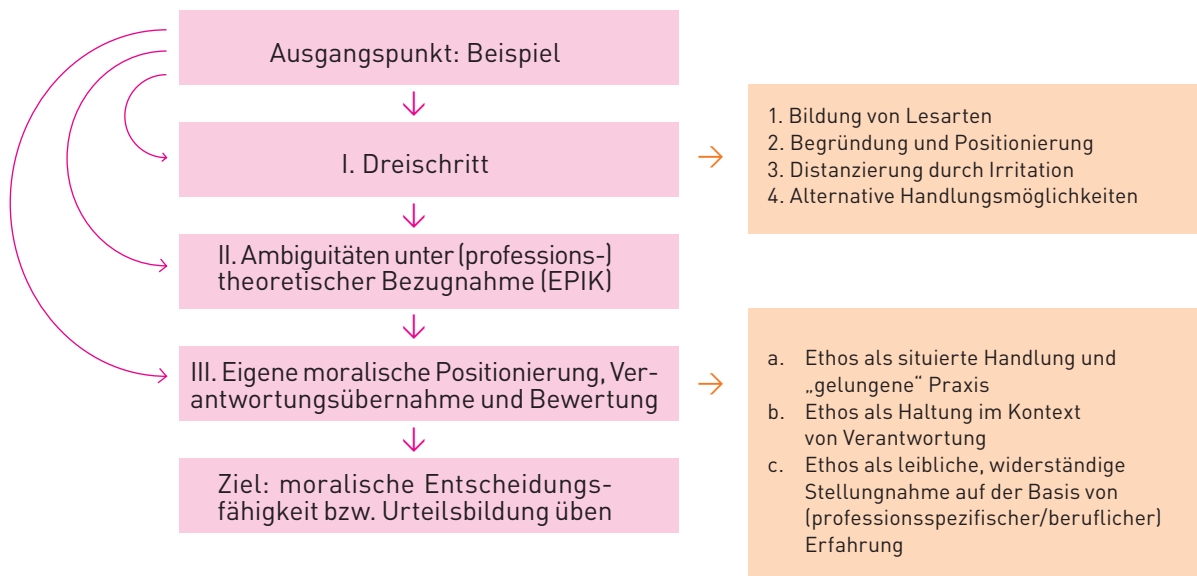 Ausgangspunkt: Beispiel
I. Dreischritt
1. Bildung von Lesarten
2. Begründung und Positionierung
3. Distanzierung durch Irritation
4. Alternative Handlungsmöglichkeiten
II. Ambiguitäten unter (professions-)
theoretischer Bezugnahme (EPIK)
III. Eigene moralische Positionierung, Ver-
antwortungsübernahme und Bewertung
a. Ethos als situierte Handlung und
„gelungene“ Praxis
b. Ethos als Haltung im Kontext
von Verantwortung
c. Ethos als leibliche, widerständige
Stellungnahme auf der Basis von
(professionsspezifischer/beruflicher)
Erfahrung
Ziel: moralische Entscheidungs-
fähigkeit bzw. Urteilsbildung üben